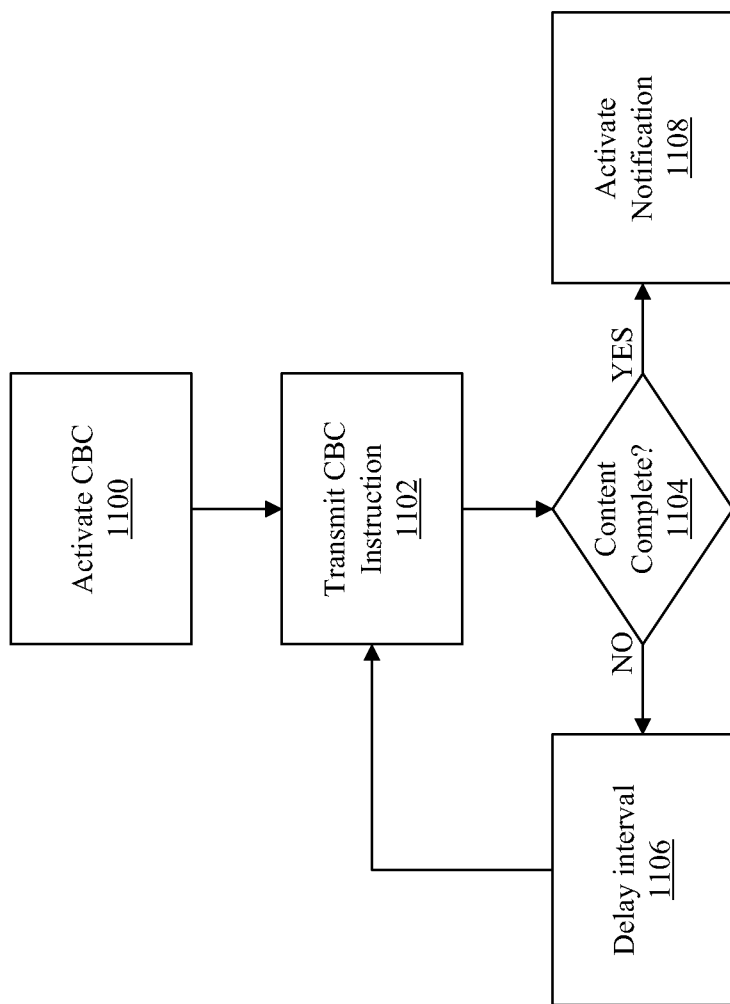 Activate CBC
1100
Transmit CBC
Instruction
1102
Content
Complete?
1104
NO
YES
Delay interval
1106
Activate
Notification
1108